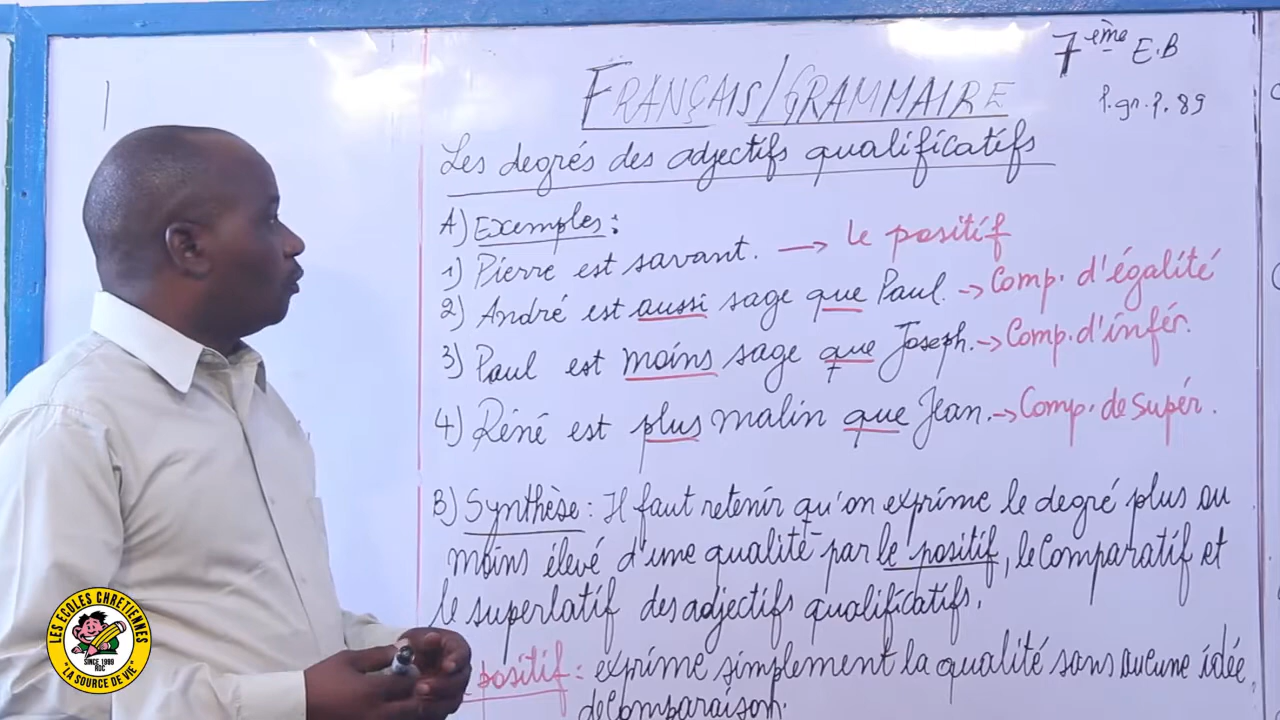 7ème E.B
FRANÇAIS/GRAMMAIRE
P.gr.p.89
Les degrés des adjectifs qualificatifs
A) Exemples :
1) Pierre est savant. → le positif
2) André est aussi sage que Paul. → Comp. d'égalité
3) Paul est moins sage que Joseph. → Comp. d'infér.
4) Réné est plus malin que Jean. → Comp. de Supér.
B) Synthèse : Il faut retenir qu'on exprime le degré plus ou
moins élevé d'une qualité par le positif, le Comparatif et
le superlatif des adjectifs qualificatifs.
positif : exprime simplement la qualité sans aucune idée
de Comparaison.
LES ECOLES CHRETIENNES
SINCE 1999
RDC
"LA SOURCE DE VIE"